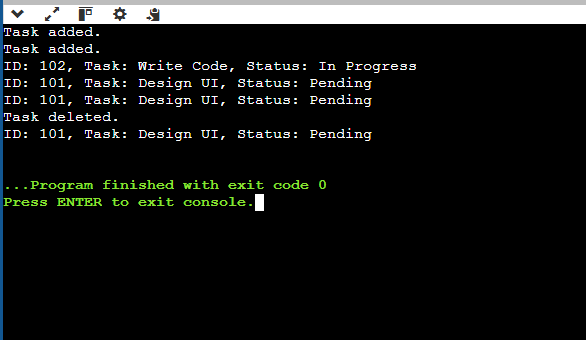 Task added.
Task added.
ID: 102, Task: Write Code, Status: In Progress
ID: 101, Task: Design UI, Status: Pending
ID: 101, Task: Design UI, Status: Pending
Task deleted.
ID: 101, Task: Design UI, Status: Pending
...Program finished with exit code 0
Press ENTER to exit console.